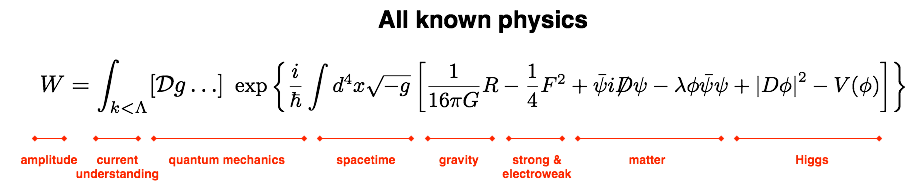 All known physics
W = ∫_{k<Λ} [𝒟g …] exp { i/ħ ∫ d⁴x √−g [ 1/16πG R − 1/4 F² + ψ̄ i D̸ ψ − λφψ̄ψ + |Dφ|² − V(φ) ] }
amplitude current understanding quantum mechanics spacetime gravity strong & electroweak matter Higgs